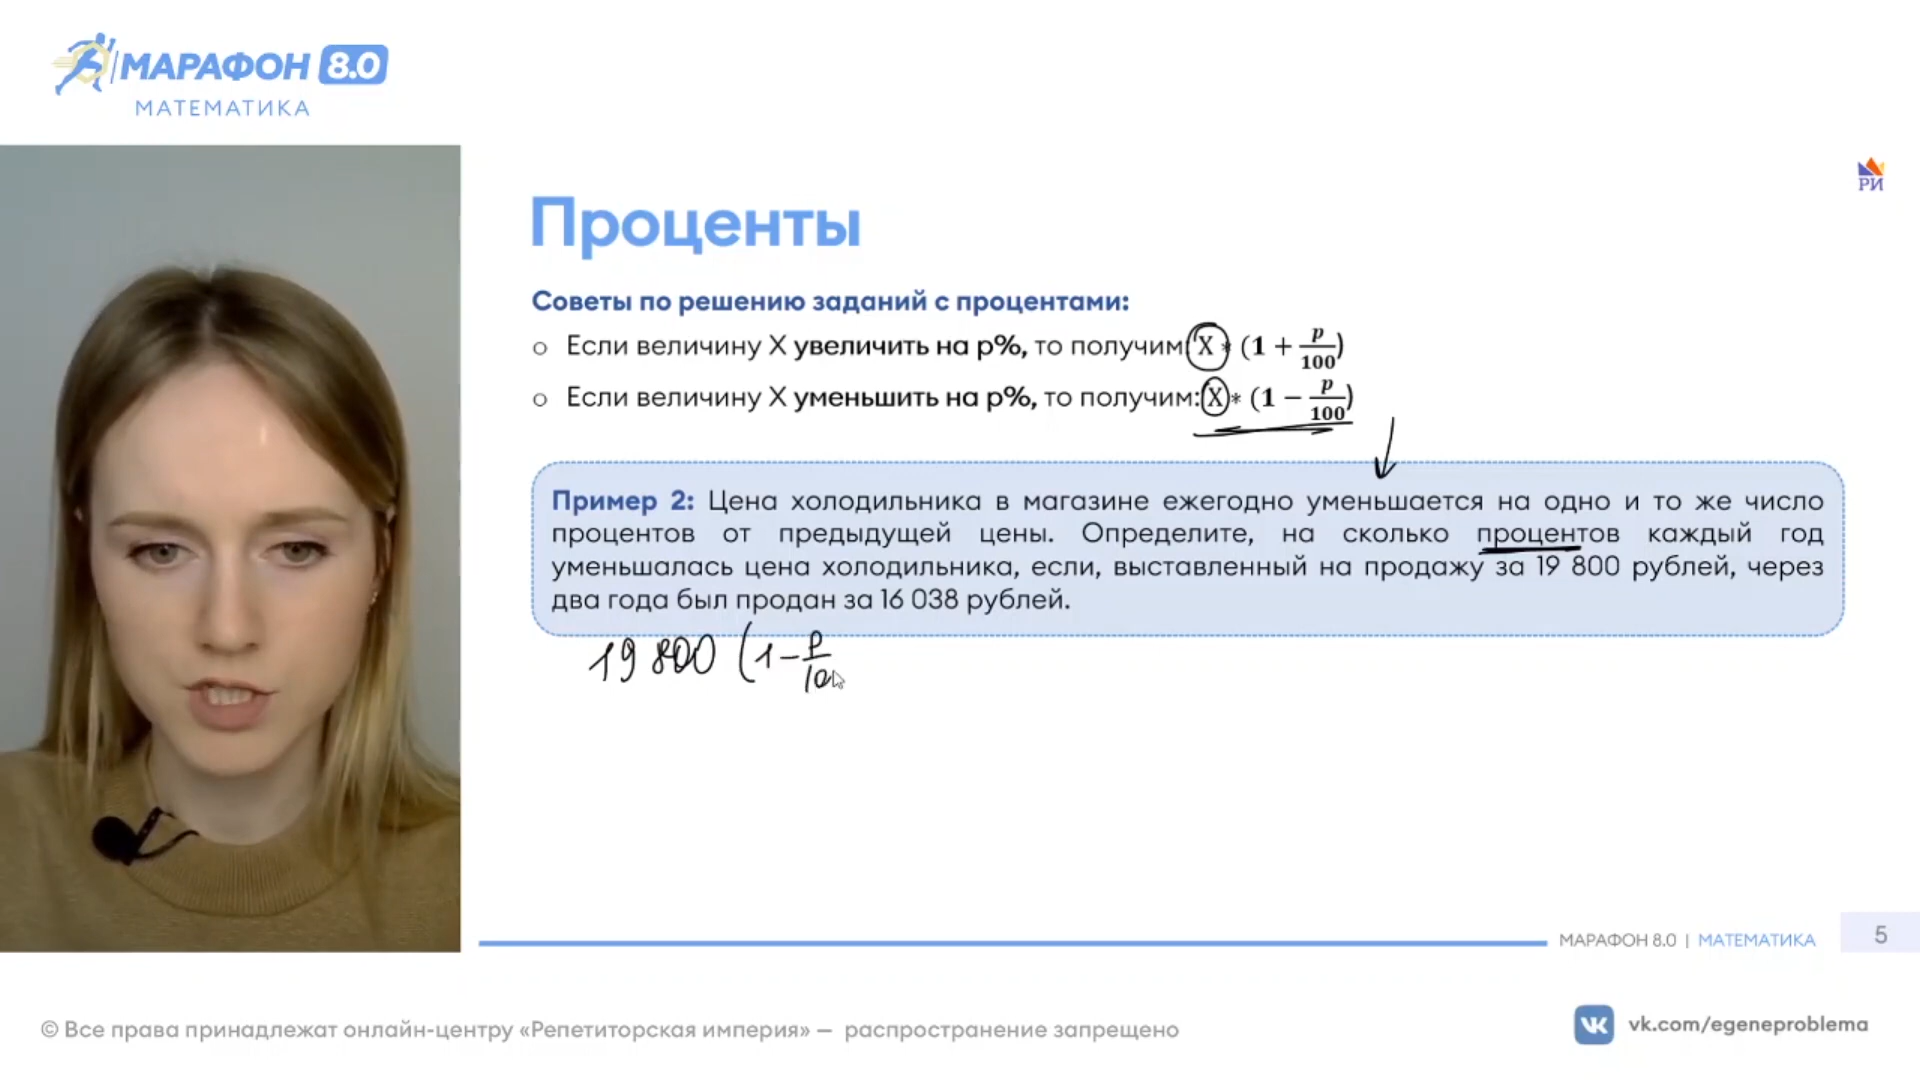 МАРАФОН 8.0
МАТЕМАТИКА
РИ
Проценты
Советы по решению заданий с процентами:
o Если величину X увеличить на p%, то получим: X * (1 + p/100)
o Если величину X уменьшить на p%, то получим: X * (1 − p/100)
Пример 2: Цена холодильника в магазине ежегодно уменьшается на одно и то же число
процентов от предыдущей цены. Определите, на сколько процентов каждый год
уменьшалась цена холодильника, если, выставленный на продажу за 19 800 рублей, через
два года был продан за 16 038 рублей.
19 800 (1 − p/10
МАРАФОН 8.0 | МАТЕМАТИКА 5
© Все права принадлежат онлайн-центру «Репетиторская империя» — распространение запрещено
vk.com/egeneproblema